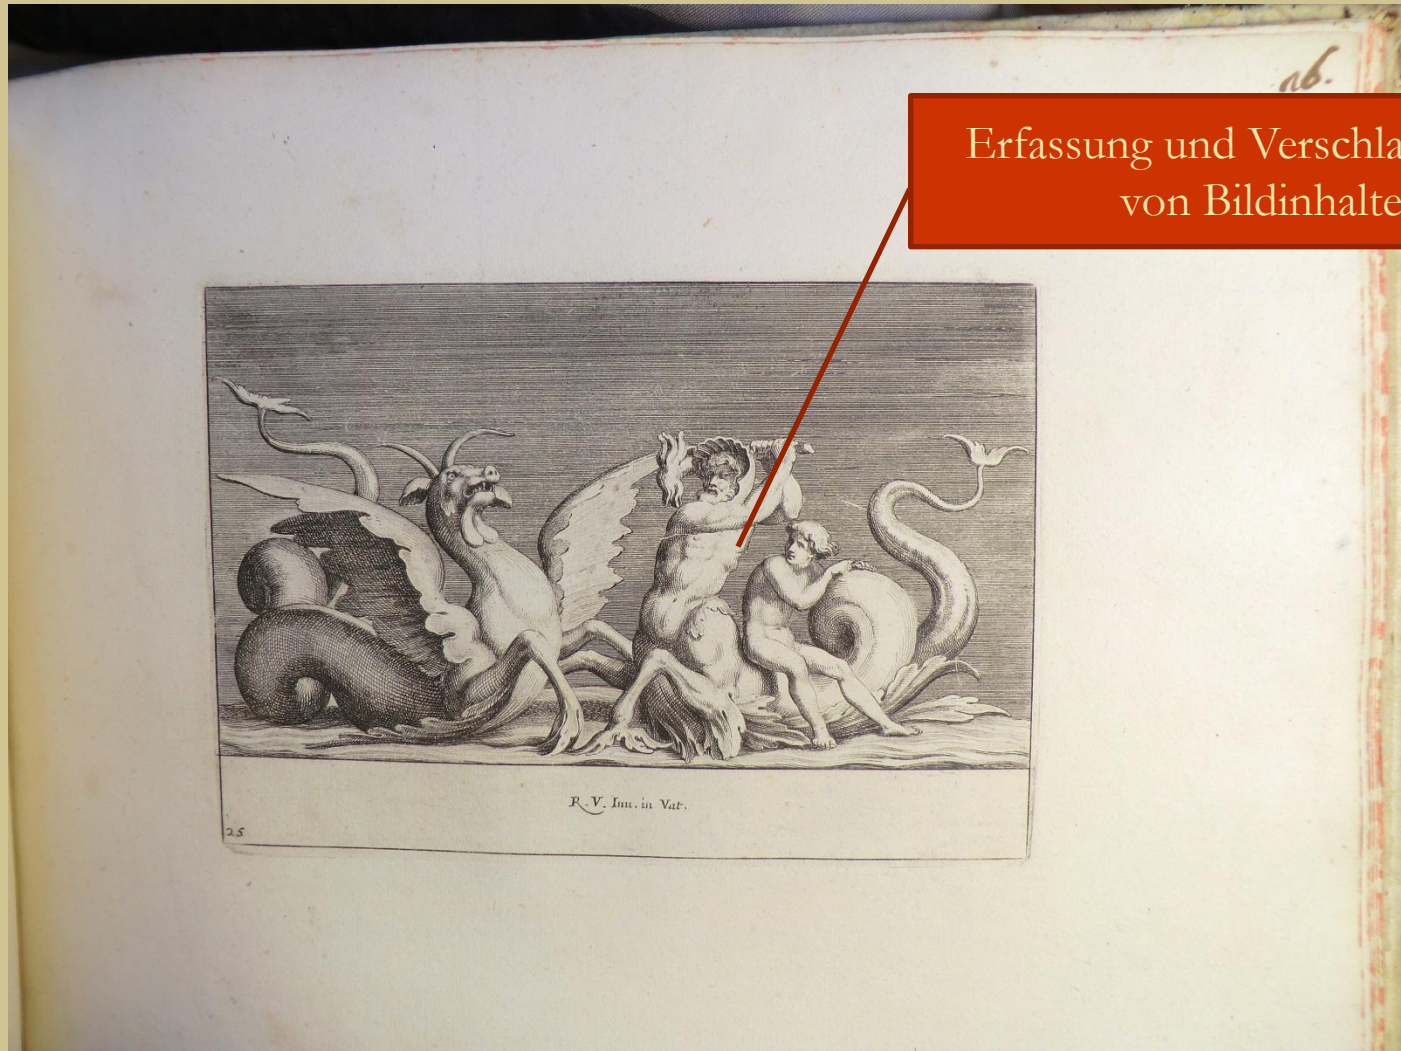 Erfassung und Verschla
von Bildinhalte
R.V. Inu. in Vat.
25